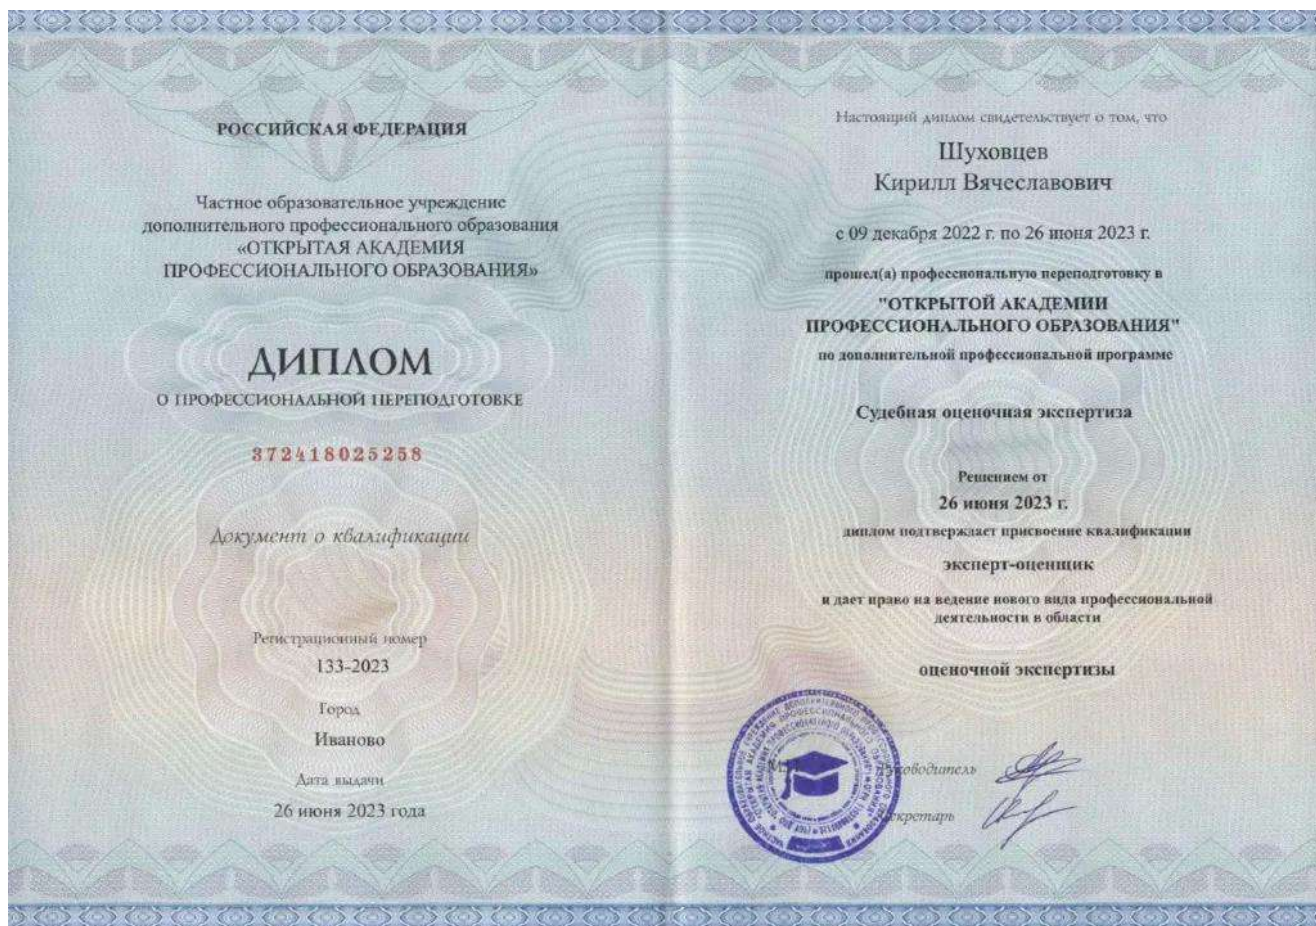 РОССИЙСКАЯ ФЕДЕРАЦИЯ
Частное образовательное учреждение
дополнительного профессионального образования
«ОТКРЫТАЯ АКАДЕМИЯ
ПРОФЕССИОНАЛЬНОГО ОБРАЗОВАНИЯ»
ДИПЛОМ
О ПРОФЕССИОНАЛЬНОЙ ПЕРЕПОДГОТОВКЕ
372418025258
Документ о квалификации
Регистрационный номер
133-2023
Город
Иваново
Дата выдачи
26 июня 2023 года
Настоящий диплом свидетельствует о том, что
Шуховцев
Кирилл Вячеславович
с 09 декабря 2022 г. по 26 июня 2023 г.
прошел(а) профессиональную переподготовку в
"ОТКРЫТОЙ АКАДЕМИИ
ПРОФЕССИОНАЛЬНОГО ОБРАЗОВАНИЯ"
по дополнительной профессиональной программе
Судебная оценочная экспертиза
Решением от
26 июня 2023 г.
диплом подтверждает присвоение квалификации
эксперт-оценщик
и дает право на ведение нового вида профессиональной
деятельности в области
оценочной экспертизы
Руководитель
Секретарь